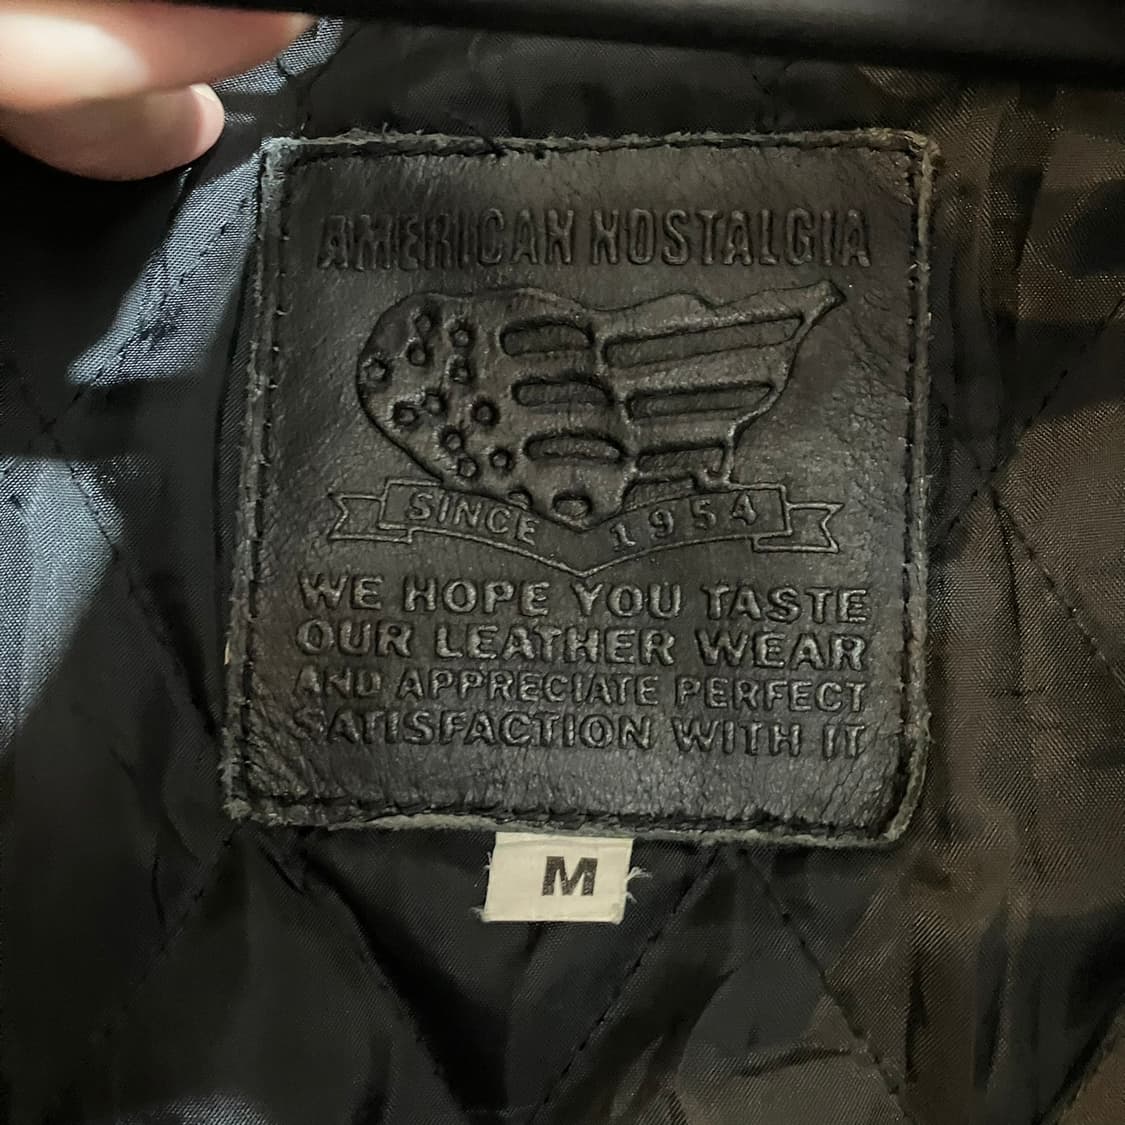 AMERICAN NOSTALGIA
SINCE 1954
WE HOPE YOU TASTE
OUR LEATHER WEAR
AND APPRECIATE PERFECT
SATISFACTION WITH IT
M